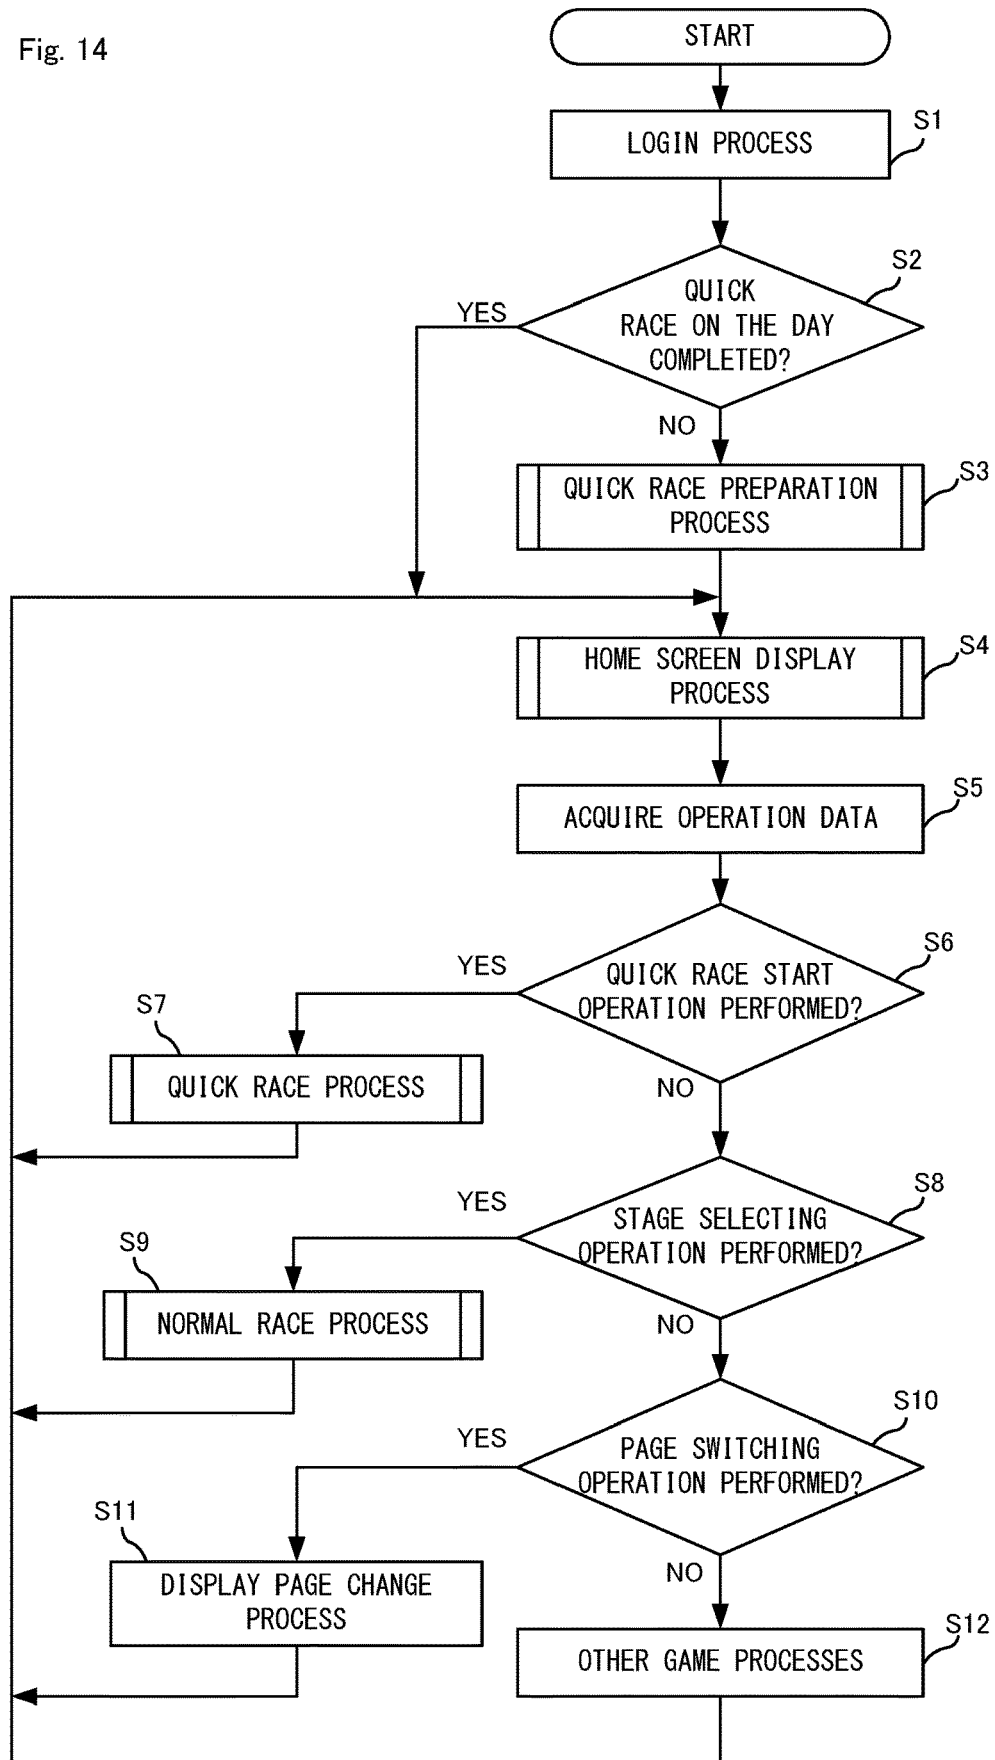 Fig. 14
START
LOGIN PROCESS
S1
QUICK
RACE ON THE DAY
COMPLETED?
S2
YES
NO
QUICK RACE PREPARATION
PROCESS
S3
HOME SCREEN DISPLAY
PROCESS
S4
ACQUIRE OPERATION DATA
S5
QUICK RACE START
OPERATION PERFORMED?
S6
YES
S7
QUICK RACE PROCESS
NO
STAGE SELECTING
OPERATION PERFORMED?
S8
YES
S9
NORMAL RACE PROCESS
NO
PAGE SWITCHING
OPERATION PERFORMED?
S10
YES
S11
DISPLAY PAGE CHANGE
PROCESS
NO
OTHER GAME PROCESSES
S12